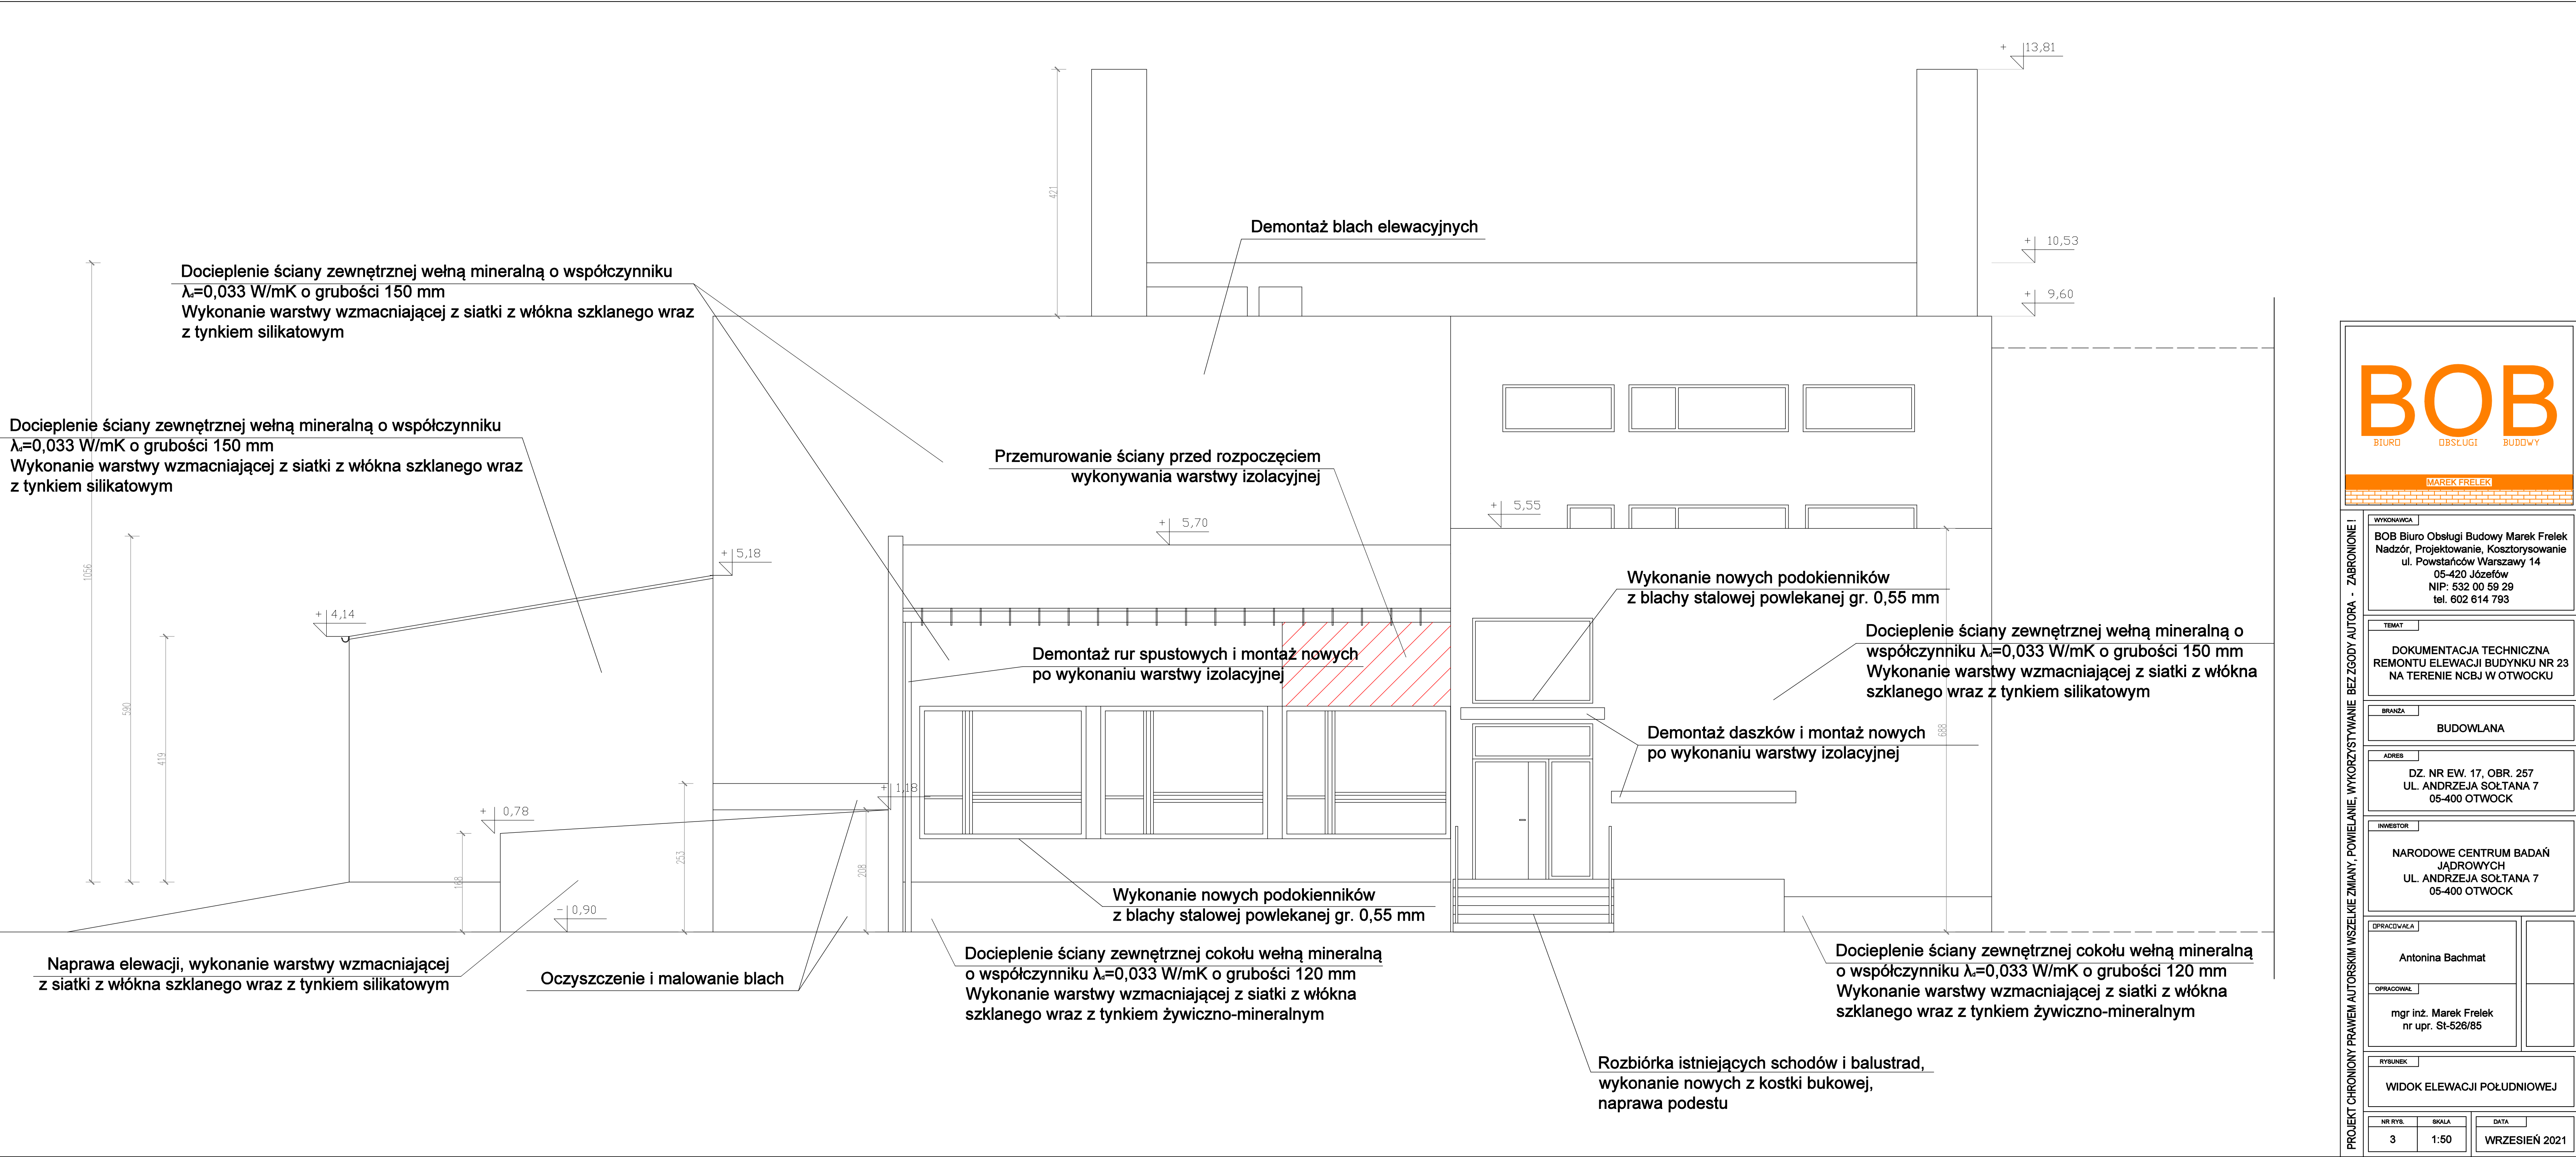 + 13,81
421
Demontaż blach elewacyjnych
+ 10,53
+ 9,60
Docieplenie ściany zewnętrznej wełną mineralną o współczynniku
λd=0,033 W/mK o grubości 150 mm
Wykonanie warstwy wzmacniającej z siatki z włókna szklanego wraz
z tynkiem silikatowym
Docieplenie ściany zewnętrznej wełną mineralną o współczynniku
λd=0,033 W/mK o grubości 150 mm
Wykonanie warstwy wzmacniającej z siatki z włókna szklanego wraz
z tynkiem silikatowym
Przemurowanie ściany przed rozpoczęciem
wykonywania warstwy izolacyjnej
+ 5,55
+ 5,70
+ 5,18
+ 4,14
1056
590
419
Wykonanie nowych podokienników
z blachy stalowej powlekanej gr. 0,55 mm
Docieplenie ściany zewnętrznej wełną mineralną o
współczynniku λd=0,033 W/mK o grubości 150 mm
Wykonanie warstwy wzmacniającej z siatki z włókna
szklanego wraz z tynkiem silikatowym
Demontaż rur spustowych i montaż nowych
po wykonaniu warstwy izolacyjnej
Demontaż daszków i montaż nowych
po wykonaniu warstwy izolacyjnej
688
+ 1,18
+ 0,78
253
208
168
- 0,90
Wykonanie nowych podokienników
z blachy stalowej powlekanej gr. 0,55 mm
Naprawa elewacji, wykonanie warstwy wzmacniającej
z siatki z włókna szklanego wraz z tynkiem silikatowym
Oczyszczenie i malowanie blach
Docieplenie ściany zewnętrznej cokołu wełną mineralną
o współczynniku λd=0,033 W/mK o grubości 120 mm
Wykonanie warstwy wzmacniającej z siatki z włókna
szklanego wraz z tynkiem żywiczno-mineralnym
Docieplenie ściany zewnętrznej cokołu wełną mineralną
o współczynniku λd=0,033 W/mK o grubości 120 mm
Wykonanie warstwy wzmacniającej z siatki z włókna
szklanego wraz z tynkiem żywiczno-mineralnym
Rozbiórka istniejących schodów i balustrad,
wykonanie nowych z kostki bukowej,
naprawa podestu
BOB
BIURO OBSŁUGI BUDOWY
MAREK FRELEK
PROJEKT CHRONIONY PRAWEM AUTORSKIM WSZELKIE ZMIANY, POWIELANIE, WYKORZYSTYWANIE BEZ ZGODY AUTORA - ZABRONIONE !
WYKONAWCA
BOB Biuro Obsługi Budowy Marek Frelek
Nadzór, Projektowanie, Kosztorysowanie
ul. Powstańców Warszawy 14
05-420 Józefów
NIP: 532 00 59 29
tel. 602 614 793
TEMAT
DOKUMENTACJA TECHNICZNA
REMONTU ELEWACJI BUDYNKU NR 23
NA TERENIE NCBJ W OTWOCKU
BRANŻA
BUDOWLANA
ADRES
DZ. NR EW. 17, OBR. 257
UL. ANDRZEJA SOŁTANA 7
05-400 OTWOCK
INWESTOR
NARODOWE CENTRUM BADAŃ
JĄDROWYCH
UL. ANDRZEJA SOŁTANA 7
05-400 OTWOCK
OPRACOWAŁA
Antonina Bachmat
OPRACOWAŁ
mgr inż. Marek Frelek
nr upr. St-526/85
RYSUNEK
WIDOK ELEWACJI POŁUDNIOWEJ
NR RYS. SKALA DATA
3 1:50 WRZESIEŃ 2021